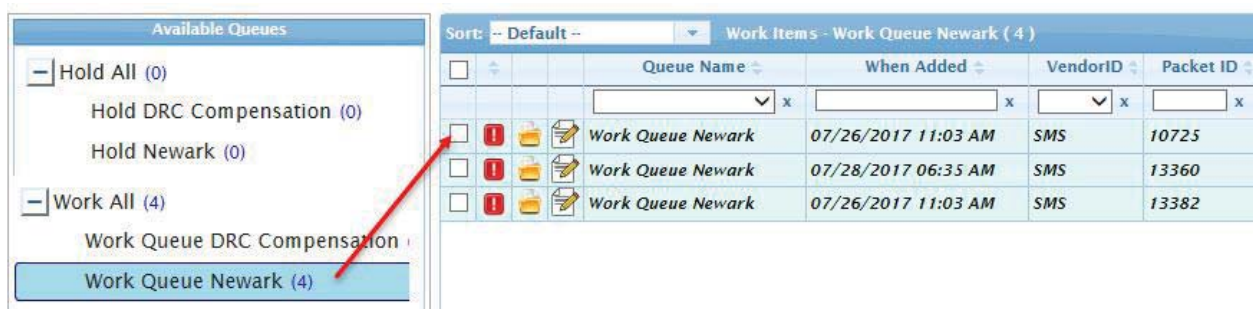 Available Queues
Hold All (0)
Hold DRC Compensation (0)
Hold Newark (0)
Work All (4)
Work Queue DRC Compensation
Work Queue Newark (4)
Sort: -- Default -- Work Items - Work Queue Newark ( 4 )
Queue Name When Added VendorID Packet ID
x x x x
Work Queue Newark 07/26/2017 11:03 AM SMS 10725
Work Queue Newark 07/28/2017 06:35 AM SMS 13360
Work Queue Newark 07/26/2017 11:03 AM SMS 13382